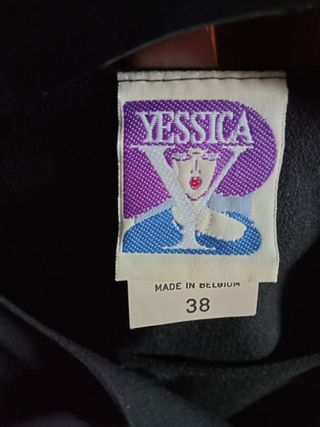 YESSICA
Y
MADE IN BELGIUM
38